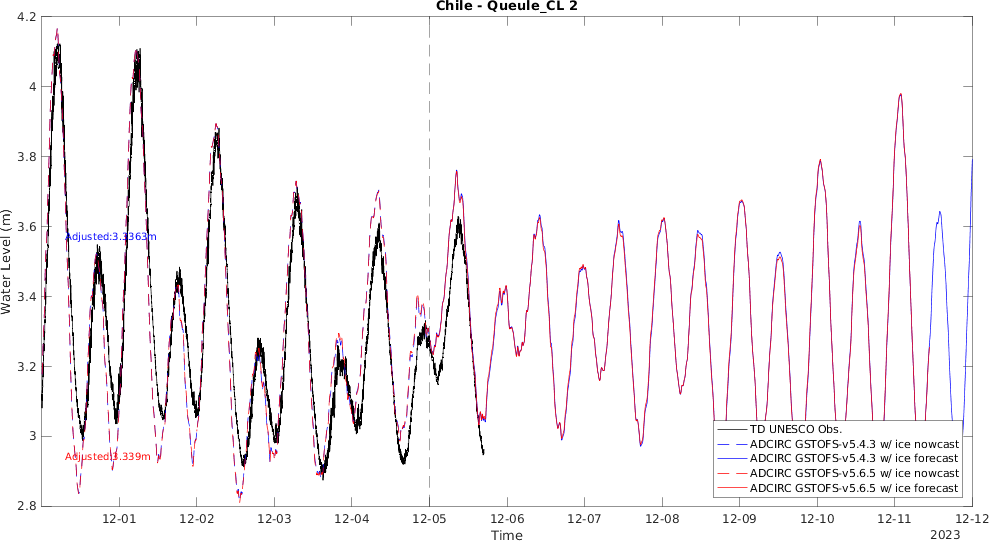 Chile - Queule_CL 2
4.2
4
3.8
3.6
3.4
3.2
3
2.8
Water Level (m)
Adjusted:3.3363m
Adjusted:3.339m
TD UNESCO Obs.
ADCIRC GSTOFS-v5.4.3 w/ ice nowcast
ADCIRC GSTOFS-v5.4.3 w/ ice forecast
ADCIRC GSTOFS-v5.6.5 w/ ice nowcast
ADCIRC GSTOFS-v5.6.5 w/ ice forecast
12-01 12-02 12-03 12-04 12-05 12-06 12-07 12-08 12-09 12-10 12-11 12-12
Time
2023